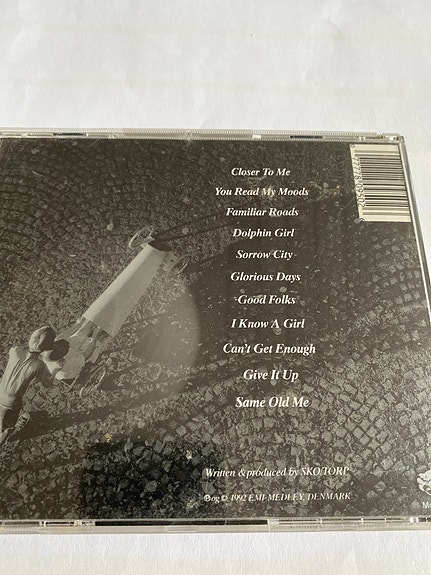 Closer To Me
You Read My Moods
Familiar Roads
Dolphin Girl
Sorrow City
Glorious Days
Good Folks
I Know A Girl
Can't Get Enough
Give It Up
Same Old Me
Written & produced by SKO/TORP
℗og © 1992 EMI-MEDLEY, DENMARK